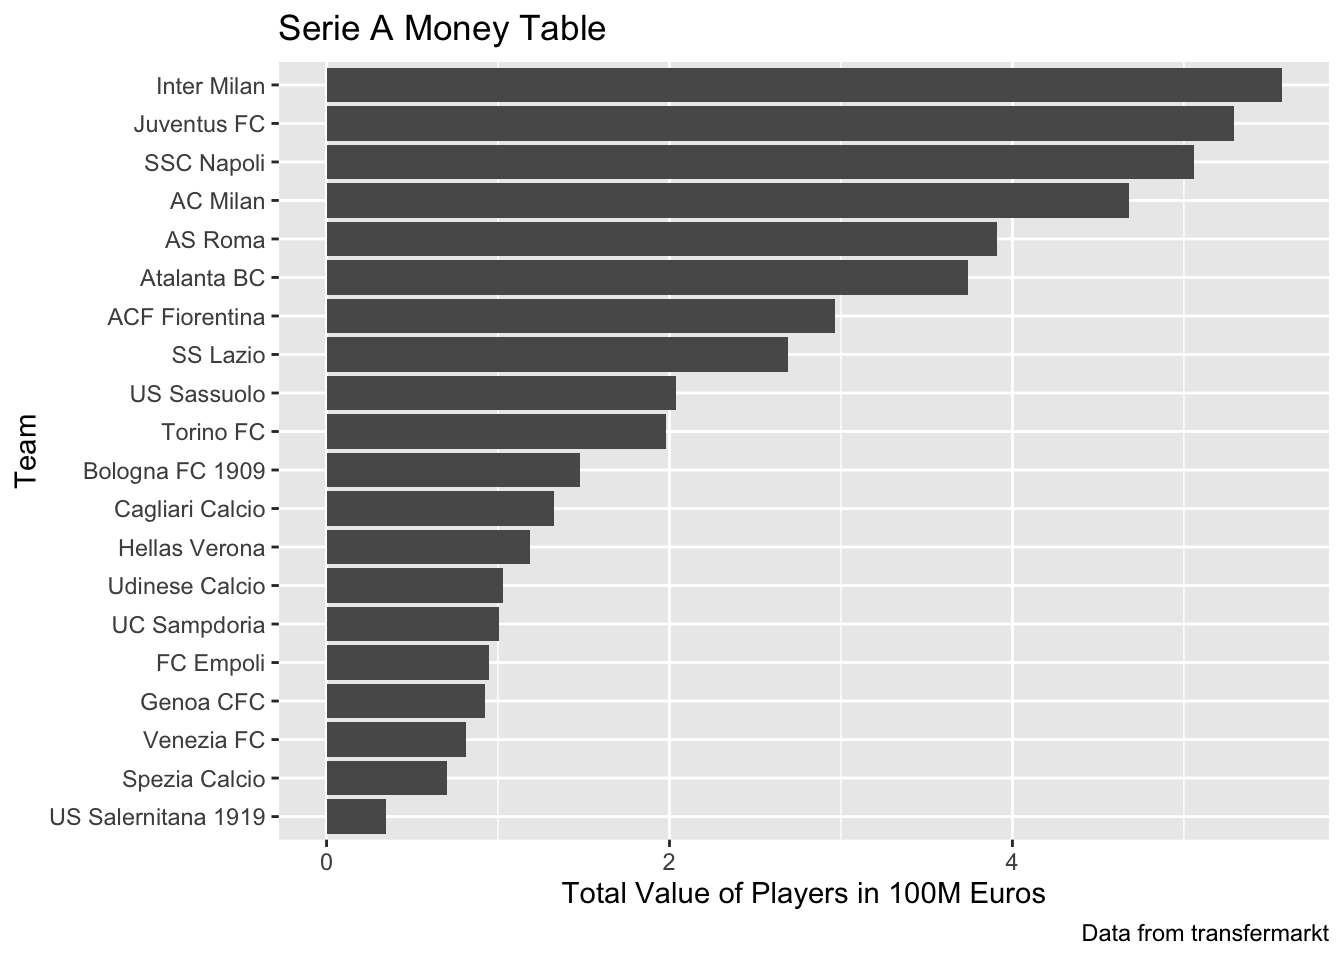 Serie A Money Table
Team
Inter Milan
Juventus FC
SSC Napoli
AC Milan
AS Roma
Atalanta BC
ACF Fiorentina
SS Lazio
US Sassuolo
Torino FC
Bologna FC 1909
Cagliari Calcio
Hellas Verona
Udinese Calcio
UC Sampdoria
FC Empoli
Genoa CFC
Venezia FC
Spezia Calcio
US Salernitana 1919
0 2 4
Total Value of Players in 100M Euros
Data from transfermarkt